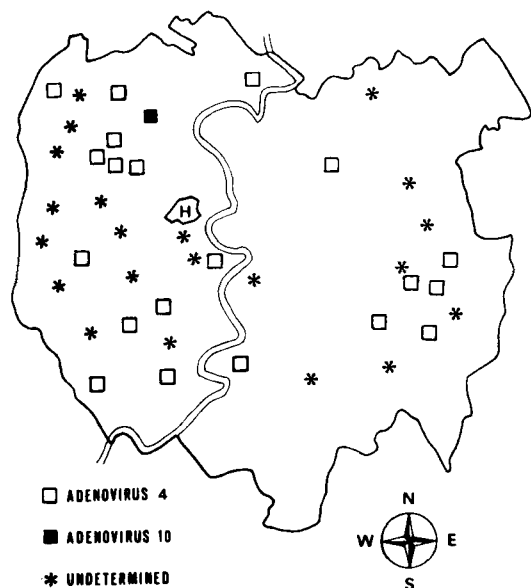 H
ADENOVIRUS 4
ADENOVIRUS 10
UNDETERMINED
N
W E
S